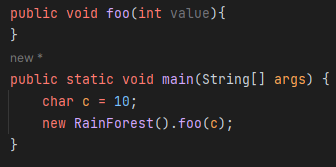 public void foo(int value){
}
new *
public static void main(String[] args) {
    char c = 10;
    new RainForest().foo(c);
}